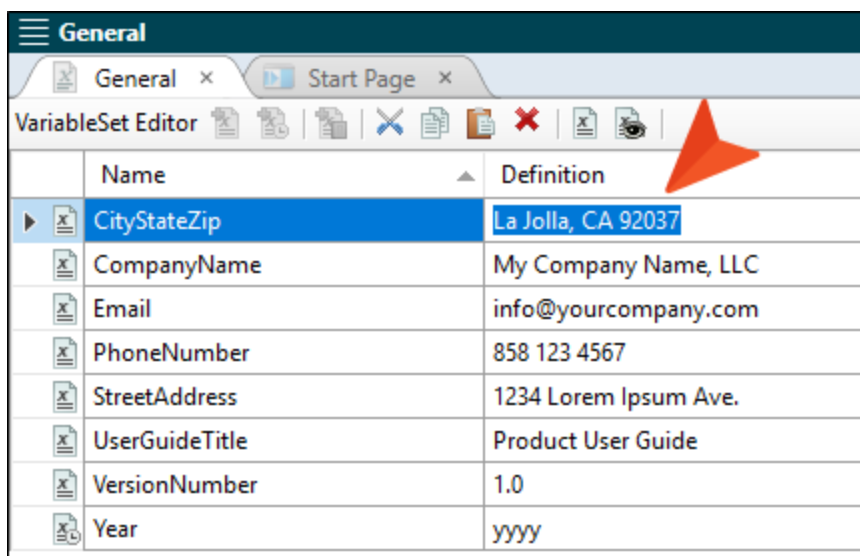 General
General × Start Page ×
VariableSet Editor
Name Definition
CityStateZip La Jolla, CA 92037
CompanyName My Company Name, LLC
Email info@yourcompany.com
PhoneNumber 858 123 4567
StreetAddress 1234 Lorem Ipsum Ave.
UserGuideTitle Product User Guide
VersionNumber 1.0
Year yyyy